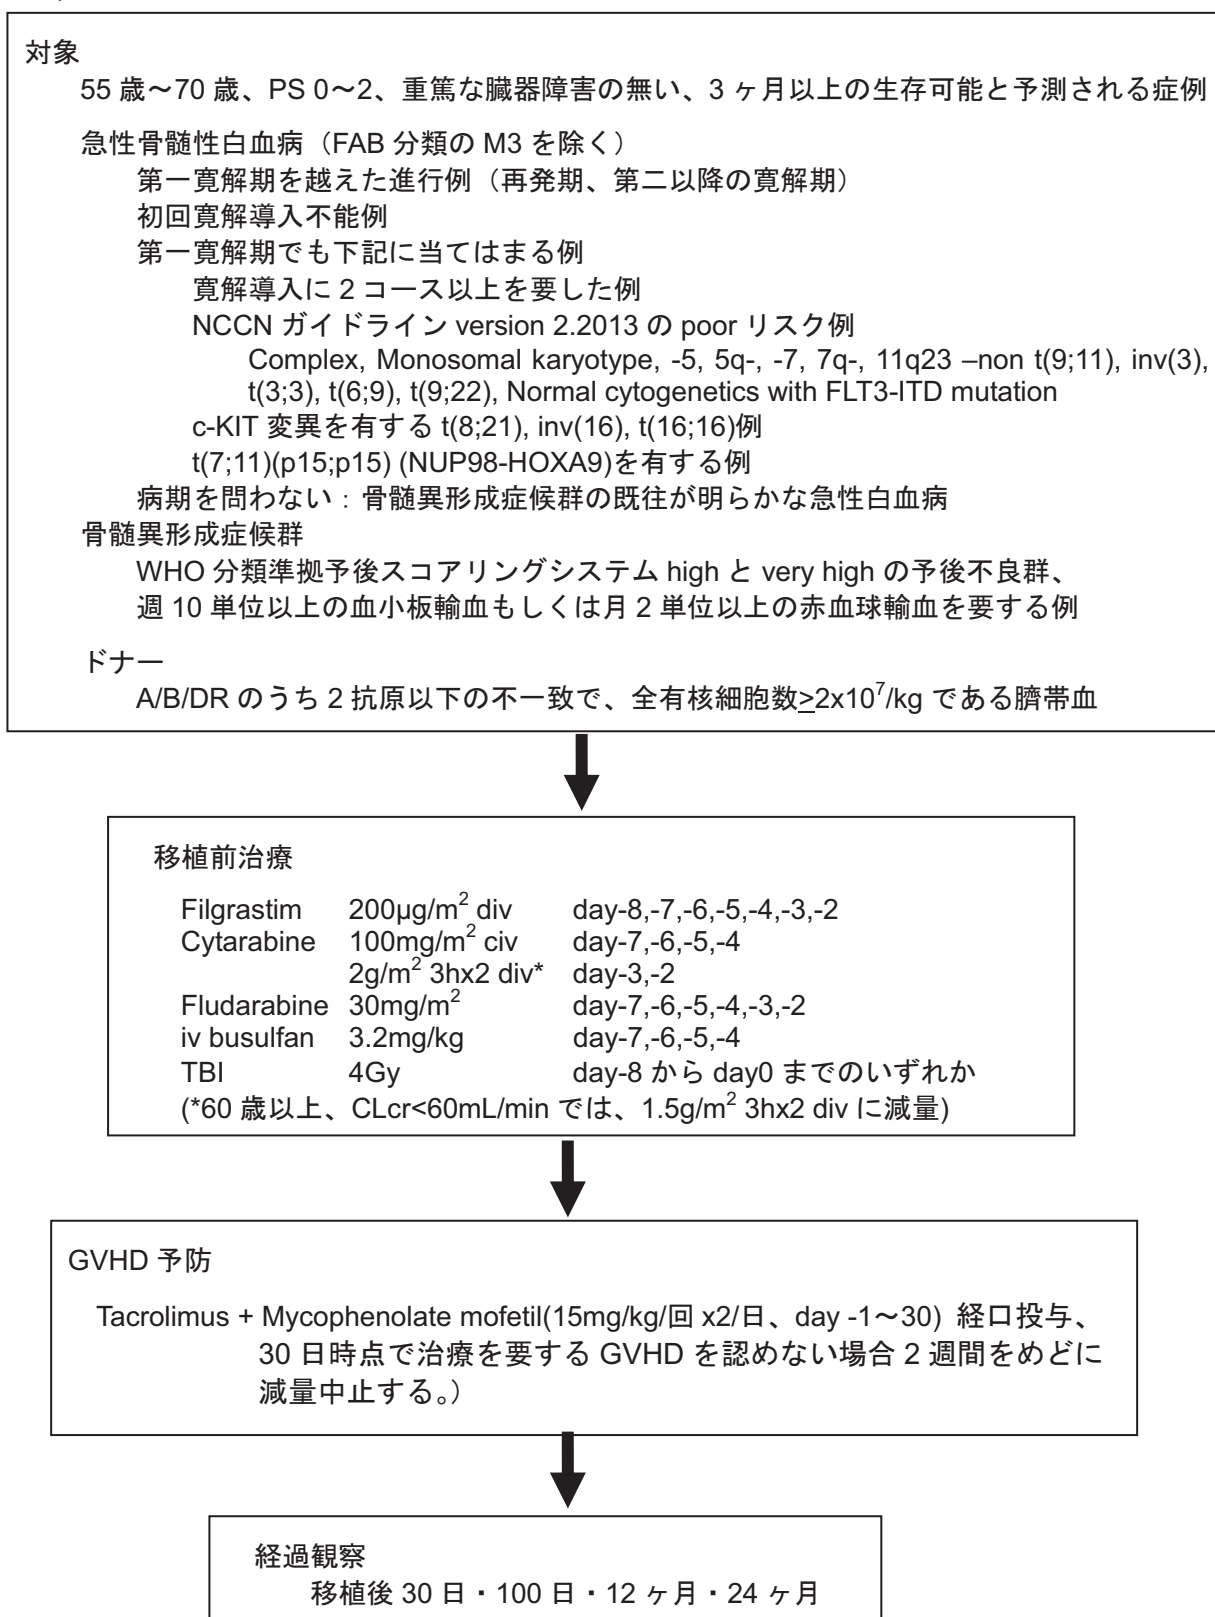 対象
55 歳~70 歳、PS 0~2、重篤な臓器障害の無い、3 ヶ月以上の生存可能と予測される症例
急性骨髄性白血病（FAB 分類の M3 を除く）
第一寛解期を越えた進行例（再発期、第二以降の寛解期）
初回寛解導入不能例
第一寛解期でも下記に当てはまる例
寛解導入に 2 コース以上を要した例
NCCN ガイドライン version 2.2013 の poor リスク例
Complex, Monosomal karyotype, -5, 5q-, -7, 7q-, 11q23 –non t(9;11), inv(3),
t(3;3), t(6;9), t(9;22), Normal cytogenetics with FLT3-ITD mutation
c-KIT 変異を有する t(8;21), inv(16), t(16;16)例
t(7;11)(p15;p15) (NUP98-HOXA9)を有する例
病期を問わない：骨髄異形成症候群の既往が明らかな急性白血病
骨髄異形成症候群
WHO 分類準拠予後スコアリングシステム high と very high の予後不良群、
週 10 単位以上の血小板輸血もしくは月 2 単位以上の赤血球輸血を要する例
ドナー
A/B/DR のうち 2 抗原以下の不一致で、全有核細胞数≥2x10⁷/kg である臍帯血
移植前治療
Filgrastim 200µg/m² div day-8,-7,-6,-5,-4,-3,-2
Cytarabine 100mg/m² civ day-7,-6,-5,-4
2g/m² 3hx2 div* day-3,-2
Fludarabine 30mg/m² day-7,-6,-5,-4,-3,-2
iv busulfan 3.2mg/kg day-7,-6,-5,-4
TBI 4Gy day-8 から day0 までのいずれか
(*60 歳以上、CLcr<60mL/min では、1.5g/m² 3hx2 div に減量)
GVHD 予防
Tacrolimus + Mycophenolate mofetil(15mg/kg/回 x2/日、day -1~30) 経口投与、
30 日時点で治療を要する GVHD を認めない場合 2 週間をめどに
減量中止する。）
経過観察
移植後 30 日・100 日・12 ヶ月・24 ヶ月